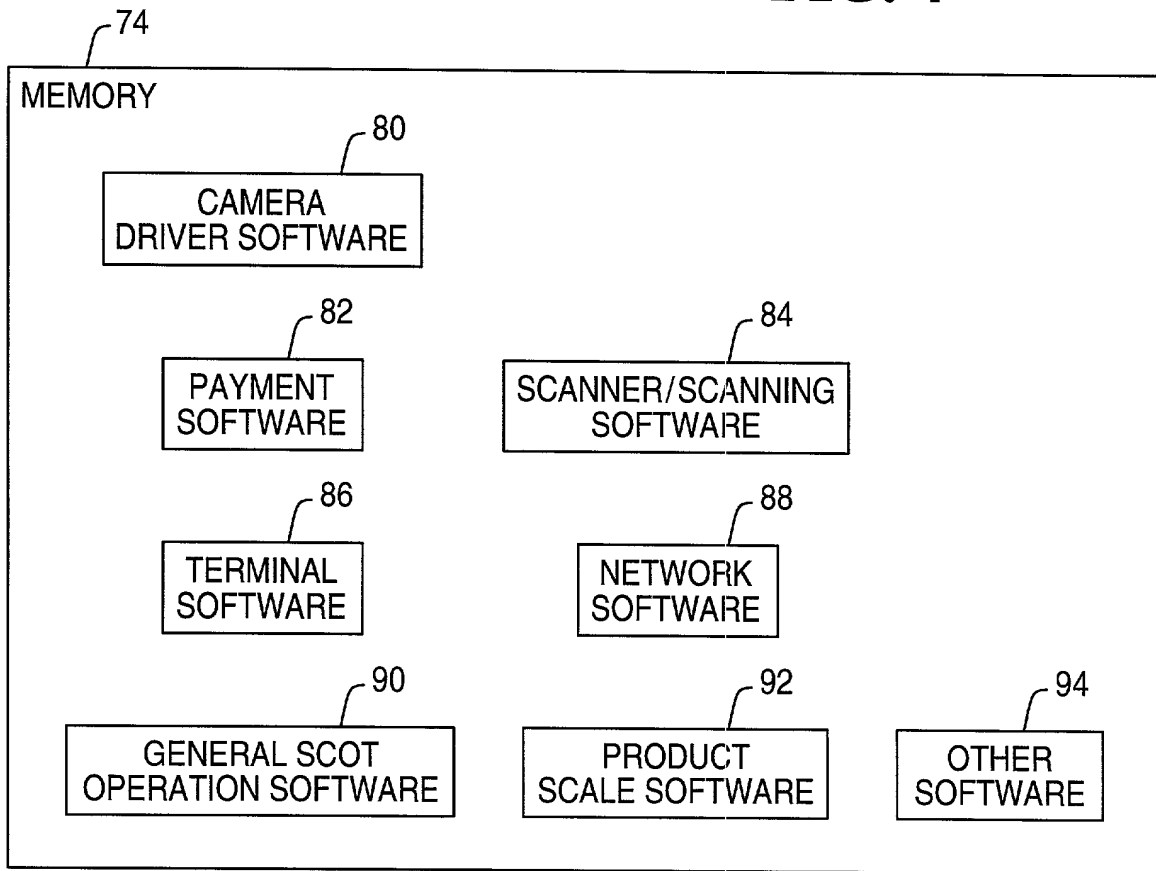 74
MEMORY
80
CAMERA
DRIVER SOFTWARE
82
PAYMENT
SOFTWARE
84
SCANNER/SCANNING
SOFTWARE
86
TERMINAL
SOFTWARE
88
NETWORK
SOFTWARE
90
GENERAL SCOT
OPERATION SOFTWARE
92
PRODUCT
SCALE SOFTWARE
94
OTHER
SOFTWARE